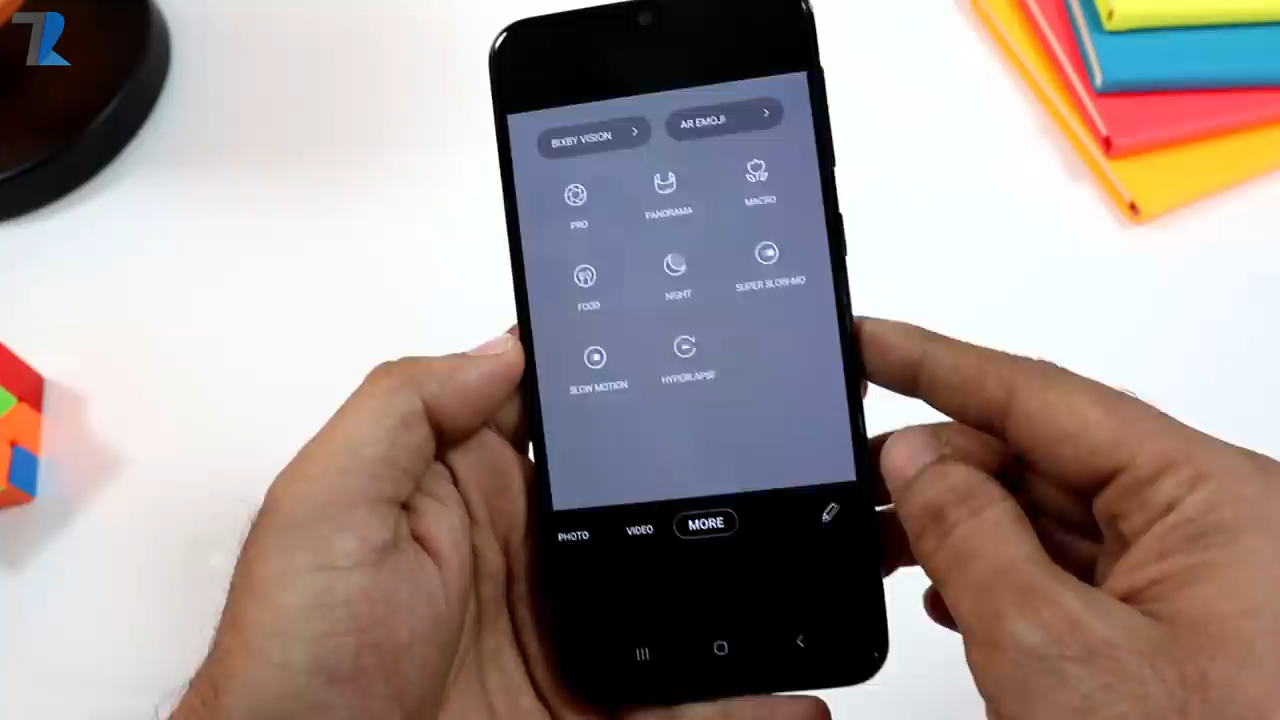 BIXBY VISION
AR EMOJI
PRO
PANORAMA
MACRO
FOOD
NIGHT
SUPER SLOW-MO
SLOW MOTION
HYPERLAPSE
PHOTO
VIDEO
MORE